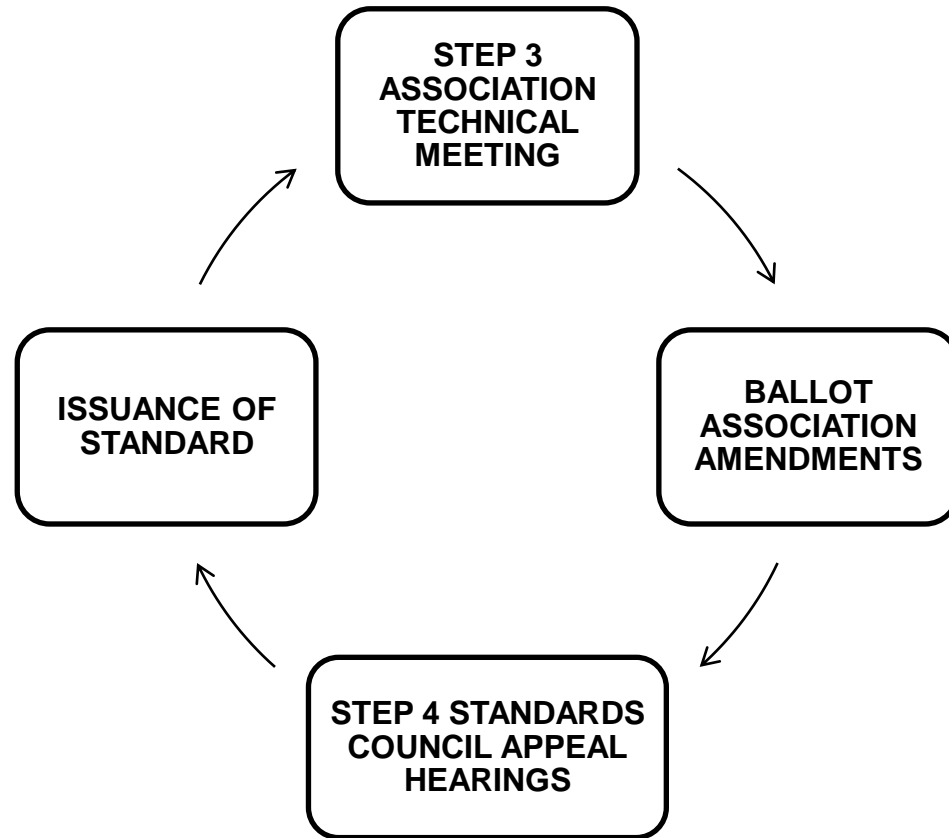 STEP 3
ASSOCIATION
TECHNICAL
MEETING
ISSUANCE OF
STANDARD
BALLOT
ASSOCIATION
AMENDMENTS
STEP 4 STANDARDS
COUNCIL APPEAL
HEARINGS